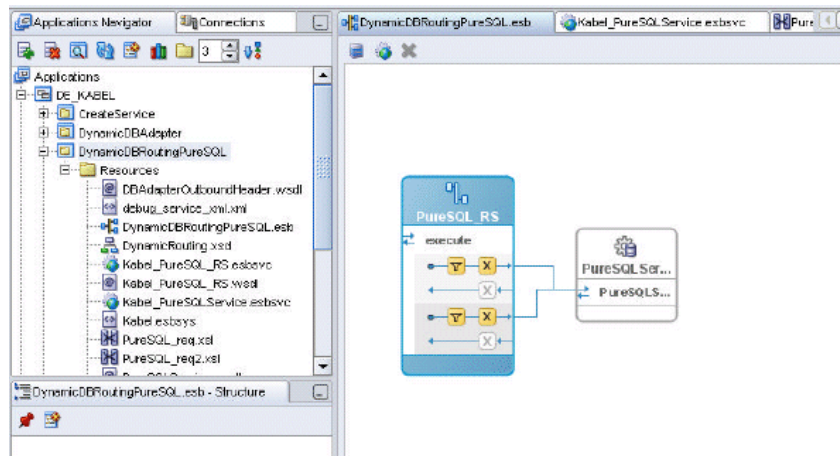 Applications Navigator
Connections
3
Applications
DE_KABEL
CreateService
DynamicDBAdapter
DynamicDBRoutingPureSQL
Resources
DBAdapterOutboundHeader.wsdl
debug_service_xml.xml
DynamicDBRoutingPureSQL.esb
DynamicRouting.xsd
Kabel_PureSQL_RS.esbsvc
Kabel_PureSQL_RS.wsdl
Kabel_PureSQLService.esbsvc
Kabel.esbsys
PureSQL_req.xsl
PureSQL_req2.xsl
DynamicDBRoutingPureSQL.esb - Structure
DynamicDBRoutingPureSQL.esb
Kabel_PureSQLService.esbsvc
Pure
PureSQL_RS
execute
PureSQLSer...
PureSQLS...